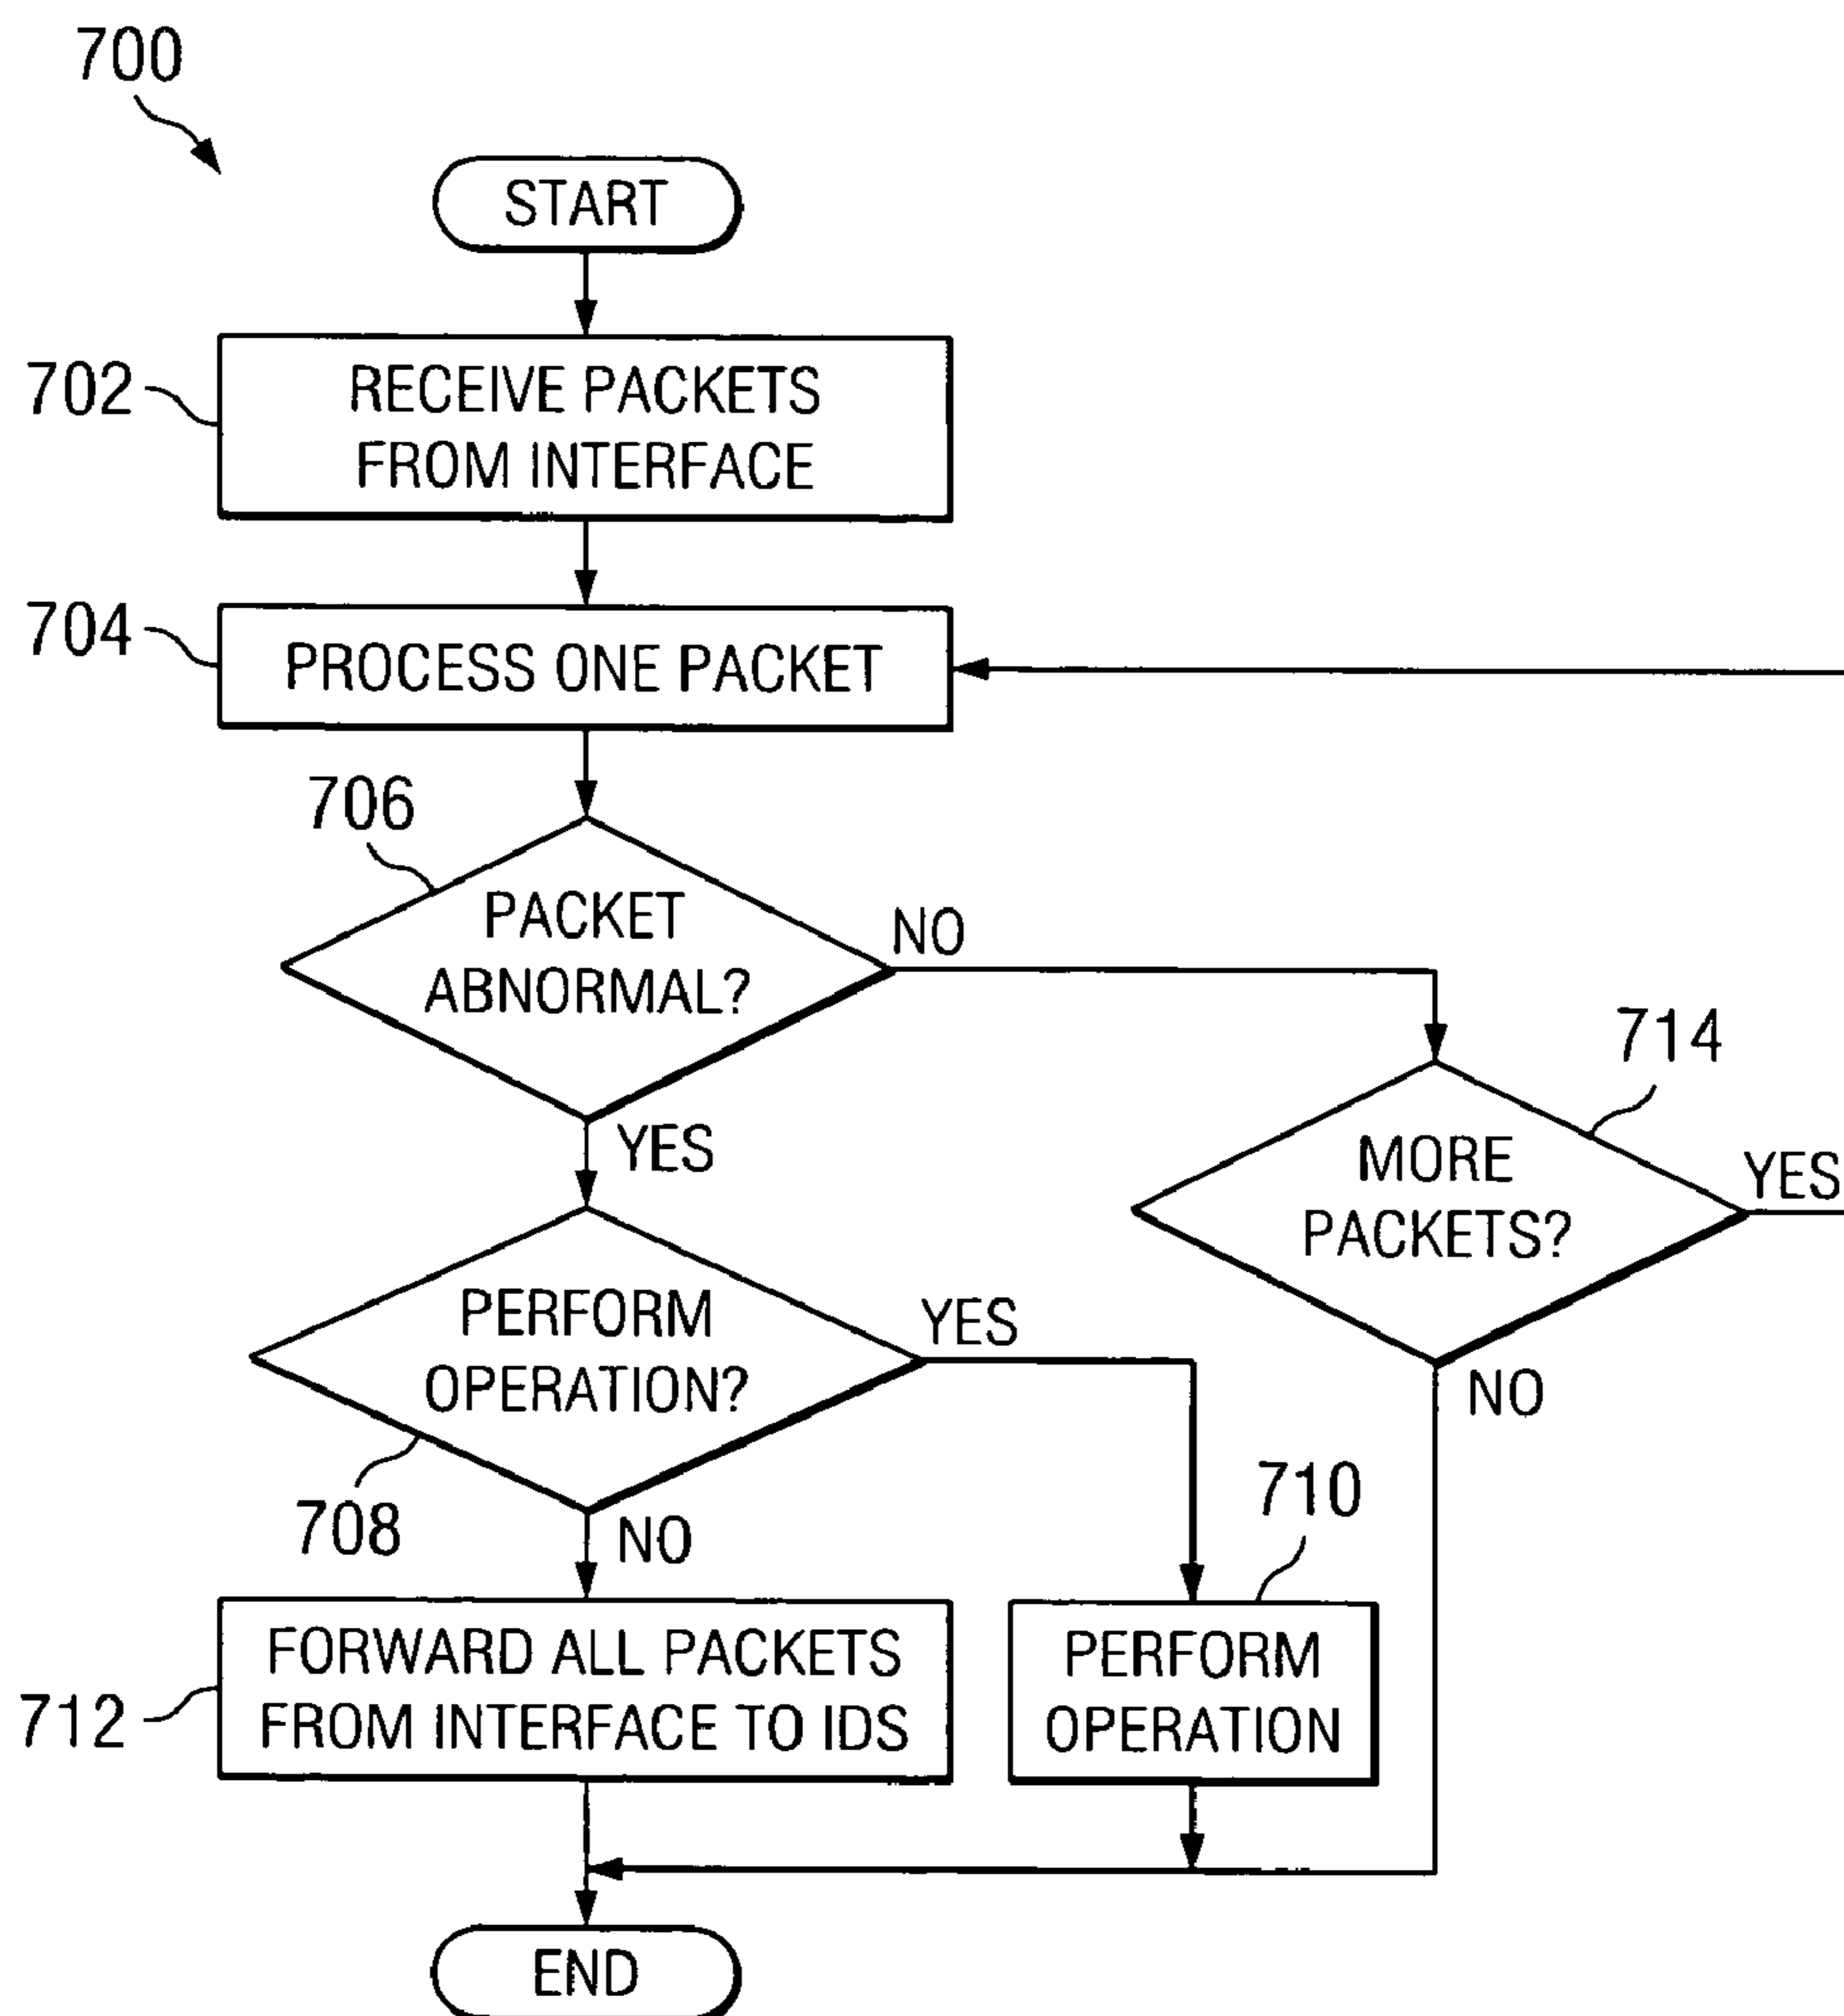 700
START
702
RECEIVE PACKETS
FROM INTERFACE
704
PROCESS ONE PACKET
706
PACKET
ABNORMAL?
NO
YES
714
MORE
PACKETS?
YES
NO
PERFORM
OPERATION?
YES
708
NO
710
712
FORWARD ALL PACKETS
FROM INTERFACE TO IDS
PERFORM
OPERATION
END